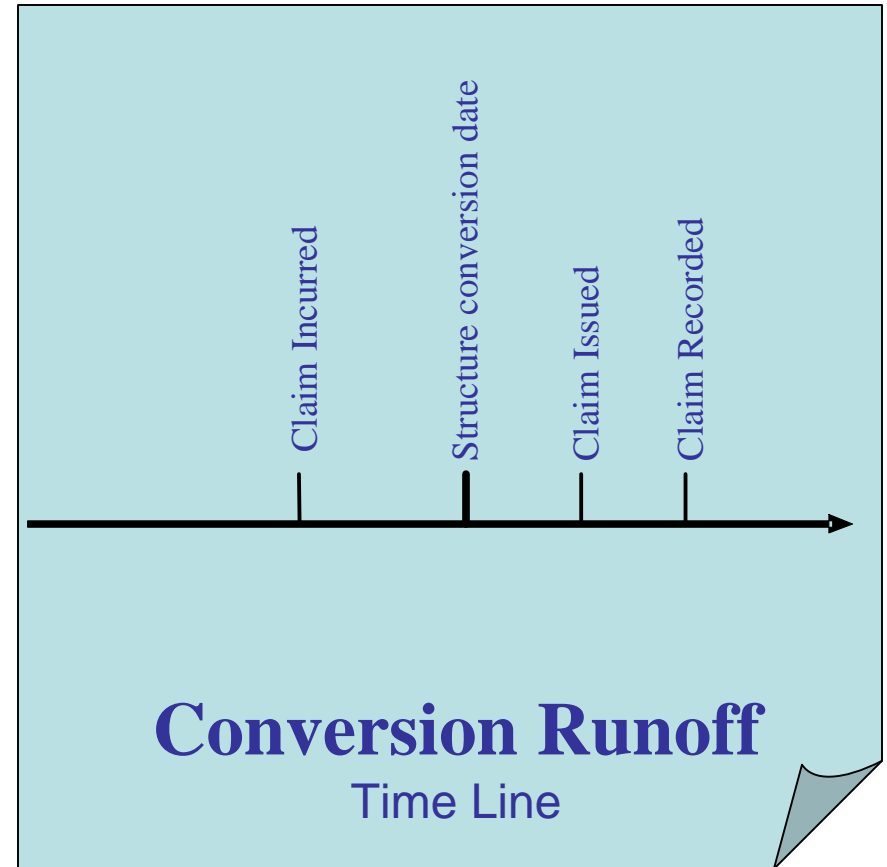 Claim Incurred
Structure conversion date
Claim Issued
Claim Recorded
Conversion Runoff
Time Line